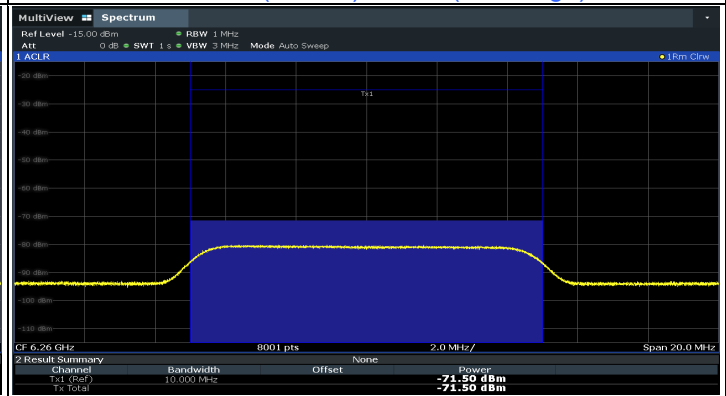 MultiView Spectrum
Ref Level -15.00 dBm RBW 1 MHz
Att 0 dB SWT 1 s VBW 3 MHz Mode Auto Sweep
1 ACLR 1Rm Clrw
-20 dBm
Tx1
-30 dBm
-40 dBm
-50 dBm
-60 dBm
-70 dBm
-80 dBm
-90 dBm
-100 dBm
-110 dBm
CF 6.26 GHz 8001 pts 2.0 MHz/ Span 20.0 MHz
2 Result Summary None
Channel Bandwidth Offset Power
Tx1 (Ref) 10.000 MHz -71.50 dBm
Tx Total -71.50 dBm